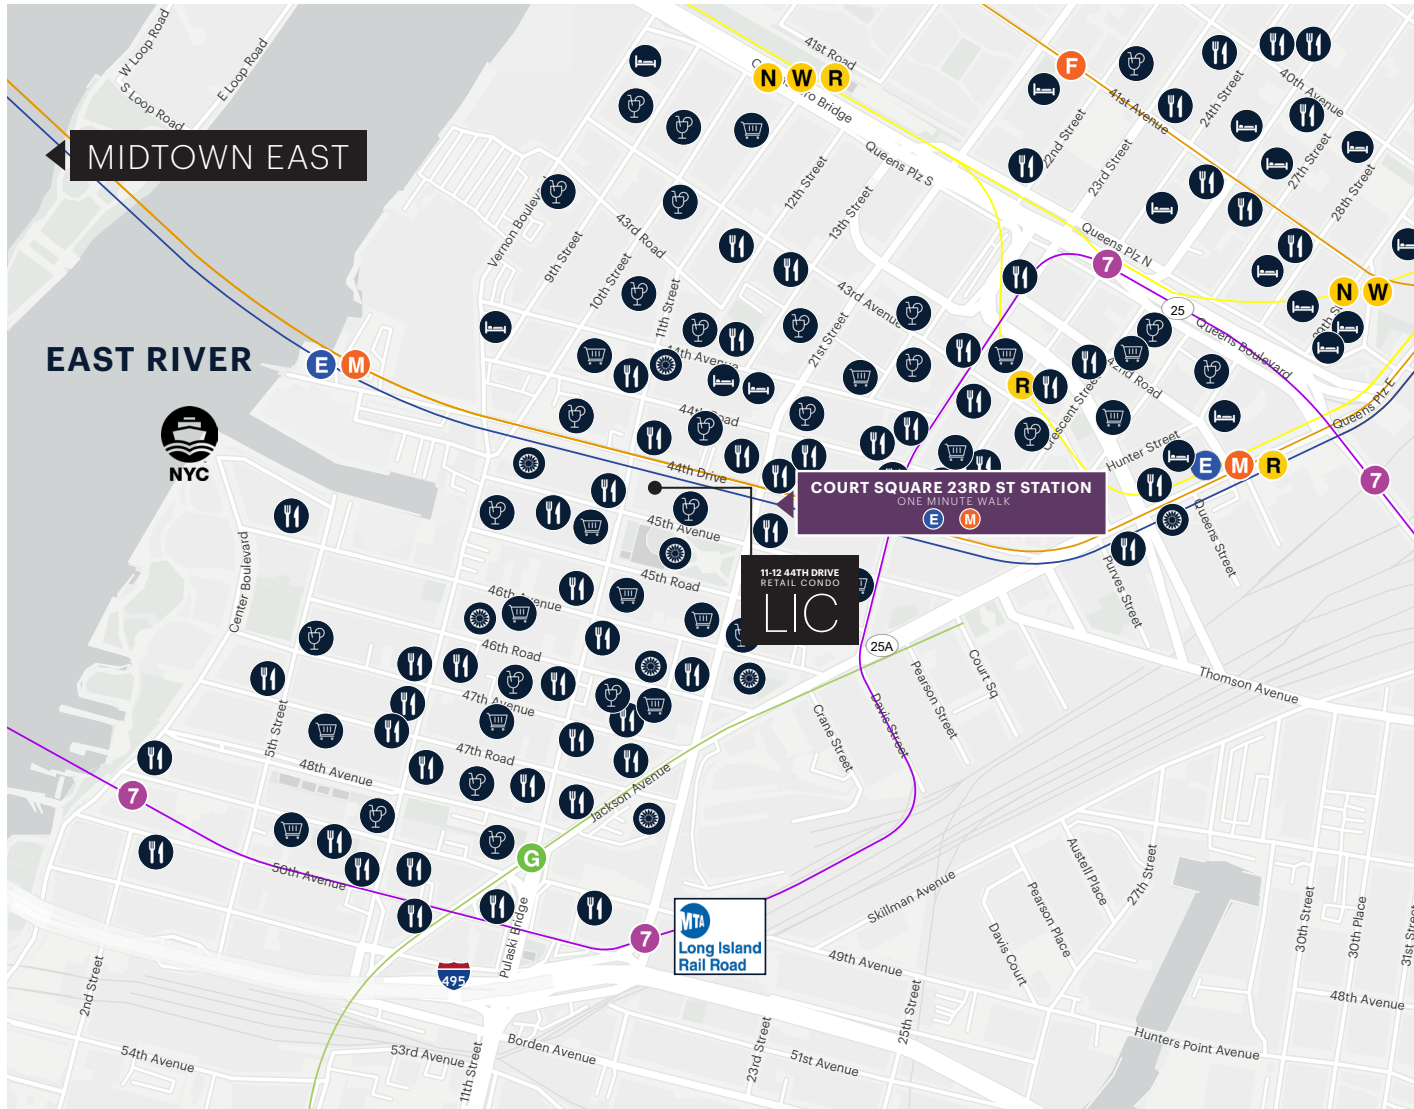 W Loop Road
S Loop Road
E Loop Road
MIDTOWN EAST
41st Road
N W R
Bridge
F
41st Avenue
40th Avenue
24th Street
22nd Street
23rd Street
27th Street
28th Street
Queens Plz S
Queens Plz N
12th Street
13th Street
Vernon
9th Street
10th Street
43rd Road
11th Street
43rd Avenue
21st Street
7
N W
25
Queens Boulevard
42nd Road
Queens Plz E
EAST RIVER
E M
44th Avenue
R
Crescent Street
44th Drive
Hunter Street
E M R
7
NYC
COURT SQUARE 23RD ST STATION
ONE MINUTE WALK
E M
45th Avenue
45th Road
11-12 44TH DRIVE
RETAIL CONDO
LIC
Queens Street
Purves Street
Center Boulevard
46th Avenue
46th Road
25A
Thomson Avenue
Pearson Street
Court Sq
Crane Street
Davis Street
5th Street
47th Avenue
47th Road
48th Avenue
7
Jackson Avenue
50th Avenue
G
Pulaski Bridge
7
MTA
Long Island
Rail Road
Skillman Avenue
Austell Place
27th Street
Pearson Place
Davis Court
30th Street
30th Place
31st Street
49th Avenue
48th Avenue
25th Street
495
2nd Street
54th Avenue
53rd Avenue
11th Street
Borden Avenue
23rd Street
51st Avenue
Hunters Point Avenue